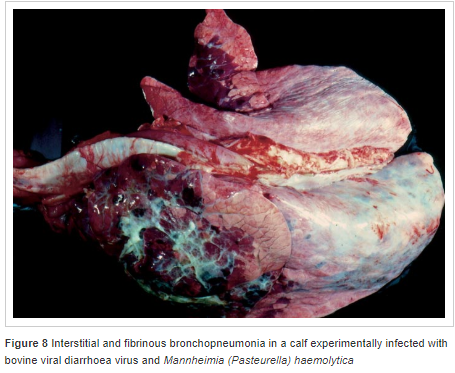 Figure 8 Interstitial and fibrinous bronchopneumonia in a calf experimentally infected with
bovine viral diarrhoea virus and Mannheimia (Pasteurella) haemolytica